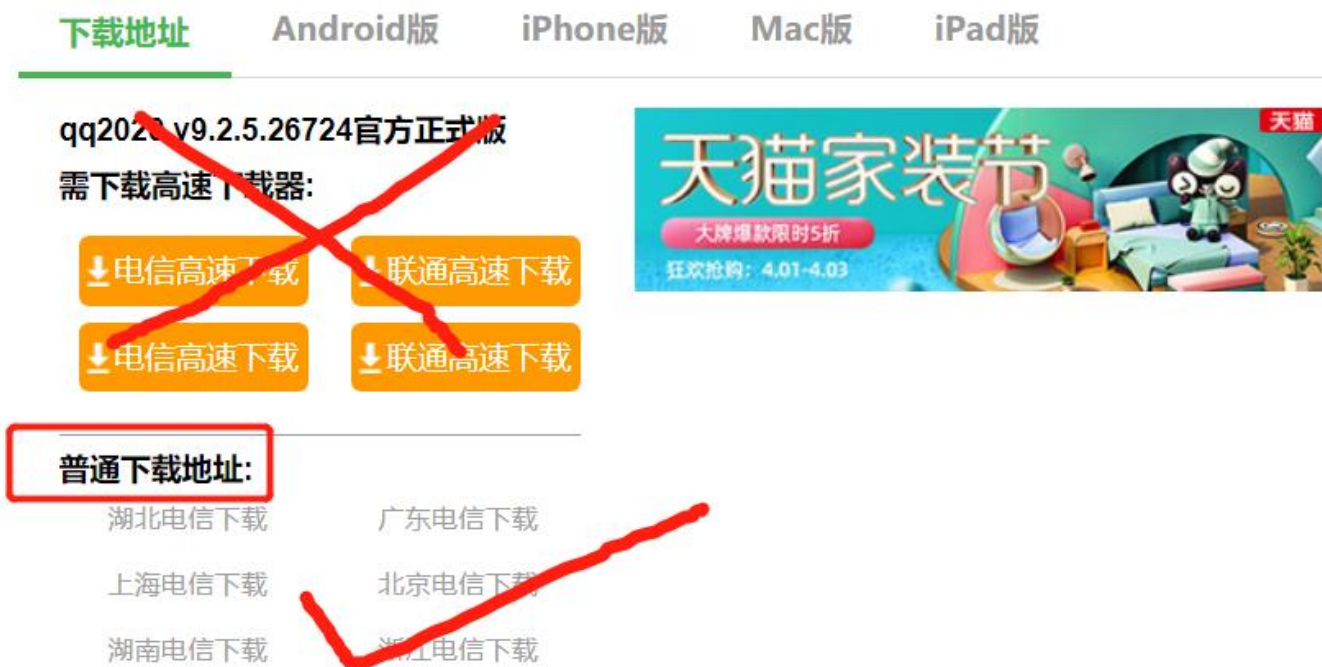 下载地址 Android版 iPhone版 Mac版 iPad版
qq2020 v9.2.5.26724官方正式版
需下载高速下载器:
电信高速下载 联通高速下载
电信高速下载 联通高速下载
天猫
天猫家装节
大牌爆款限时5折
狂欢抢购：4.01-4.03
普通下载地址:
湖北电信下载 广东电信下载
上海电信下载 北京电信下载
湖南电信下载 浙江电信下载